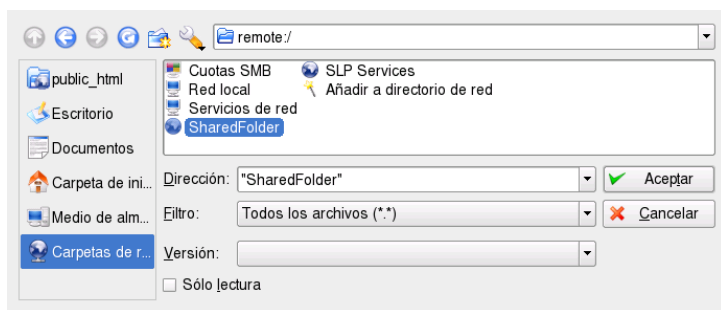 remote:/
public_html
Escritorio
Documentos
Carpeta de ini...
Medio de alm...
Carpetas de r...
Cuotas SMB
SLP Services
Red local
Añadir a directorio de red
Servicios de red
SharedFolder
Dirección: "SharedFolder" Aceptar
Filtro: Todos los archivos (*.*) Cancelar
Versión:
Sólo lectura